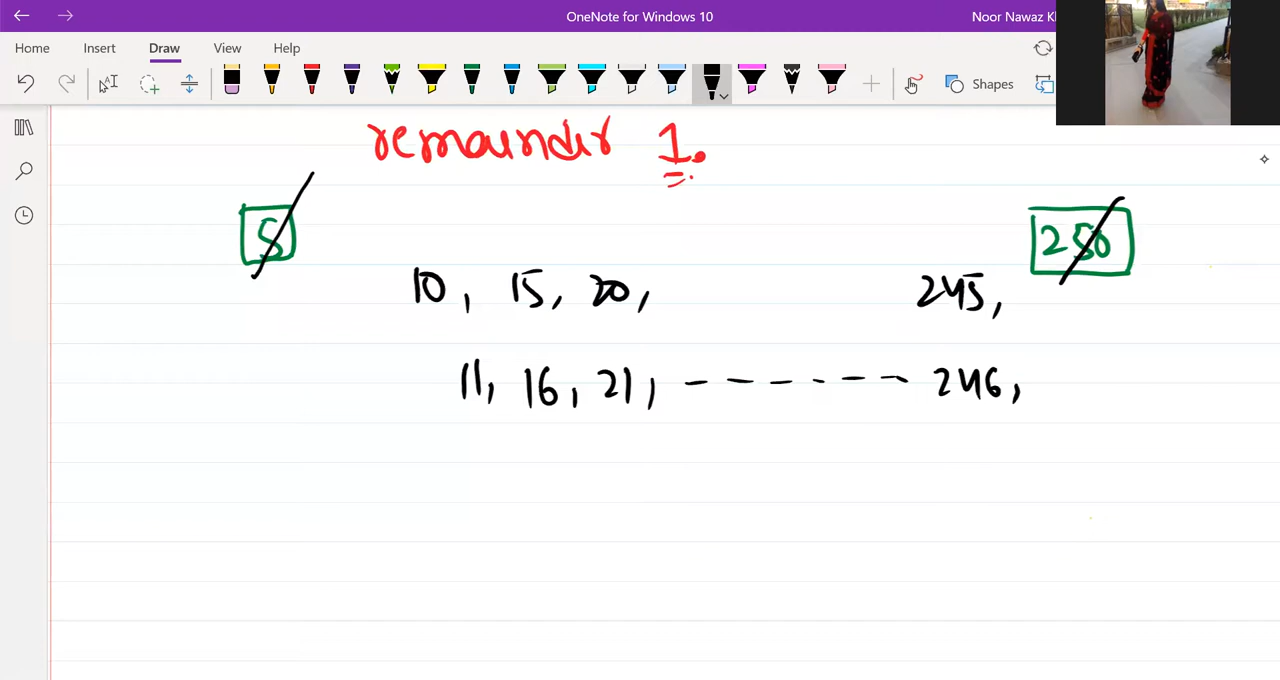 OneNote for Windows 10
Noor Nawaz Kh
Home Insert Draw View Help
Shapes
remainder 1.
5 250
10, 15, 20, 245,
11, 16, 21, ------- 246,